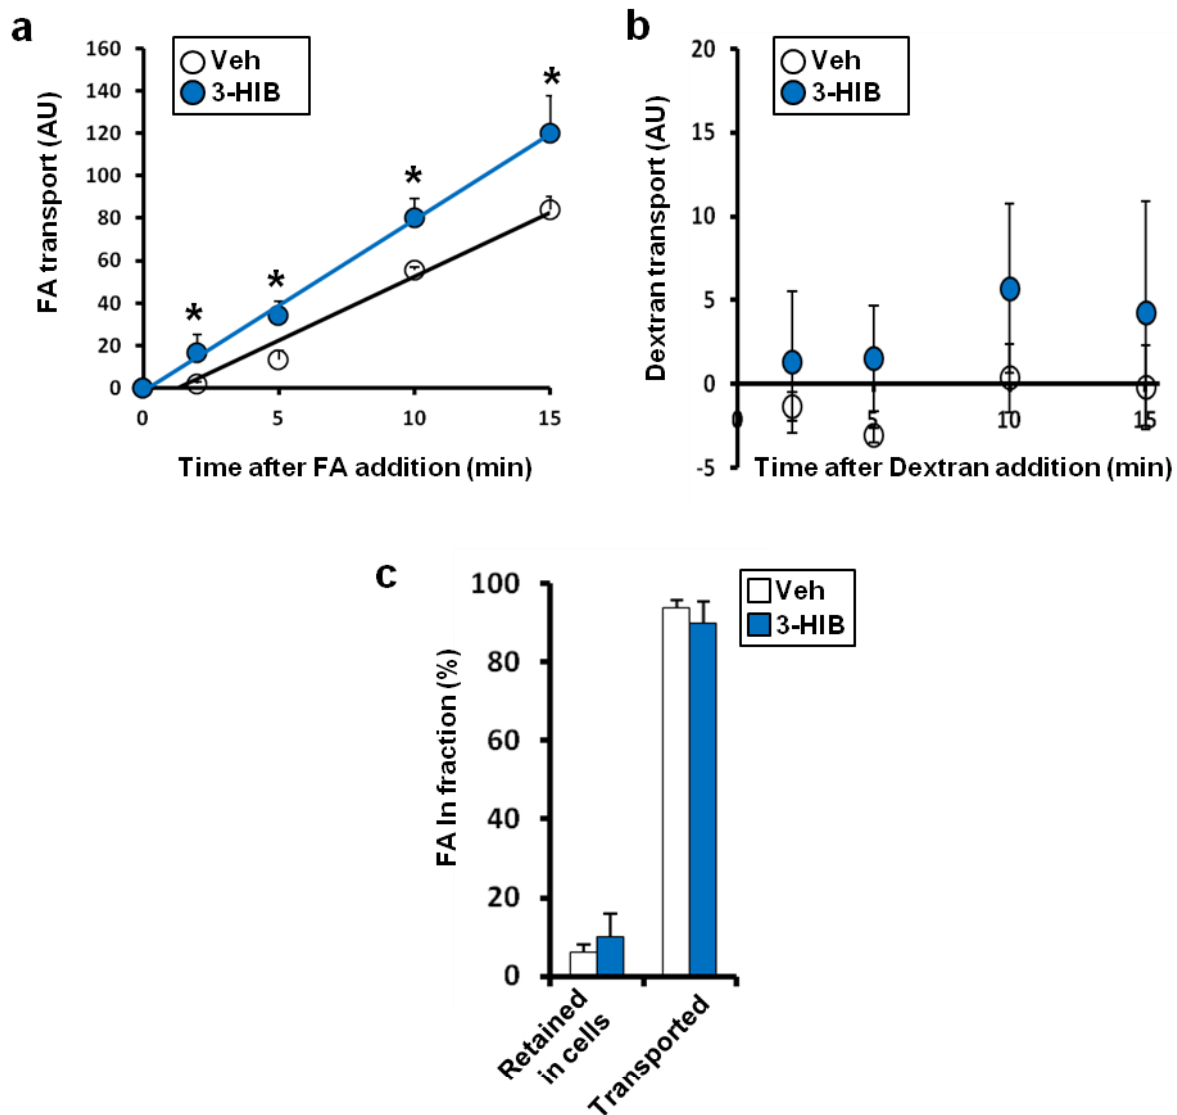 a
160
140
120
100
80
60
40
20
0
FA transport (AU)
Veh
3-HIB
*
*
*
*
0
5
10
15
Time after FA addition (min)
b
20
15
10
5
0
-5
Dextran transport (AU)
Veh
3-HIB
0
5
10
15
Time after Dextran addition (min)
c
100
80
60
40
20
0
FA In fraction (%)
Veh
3-HIB
Retained
in cells
Transported